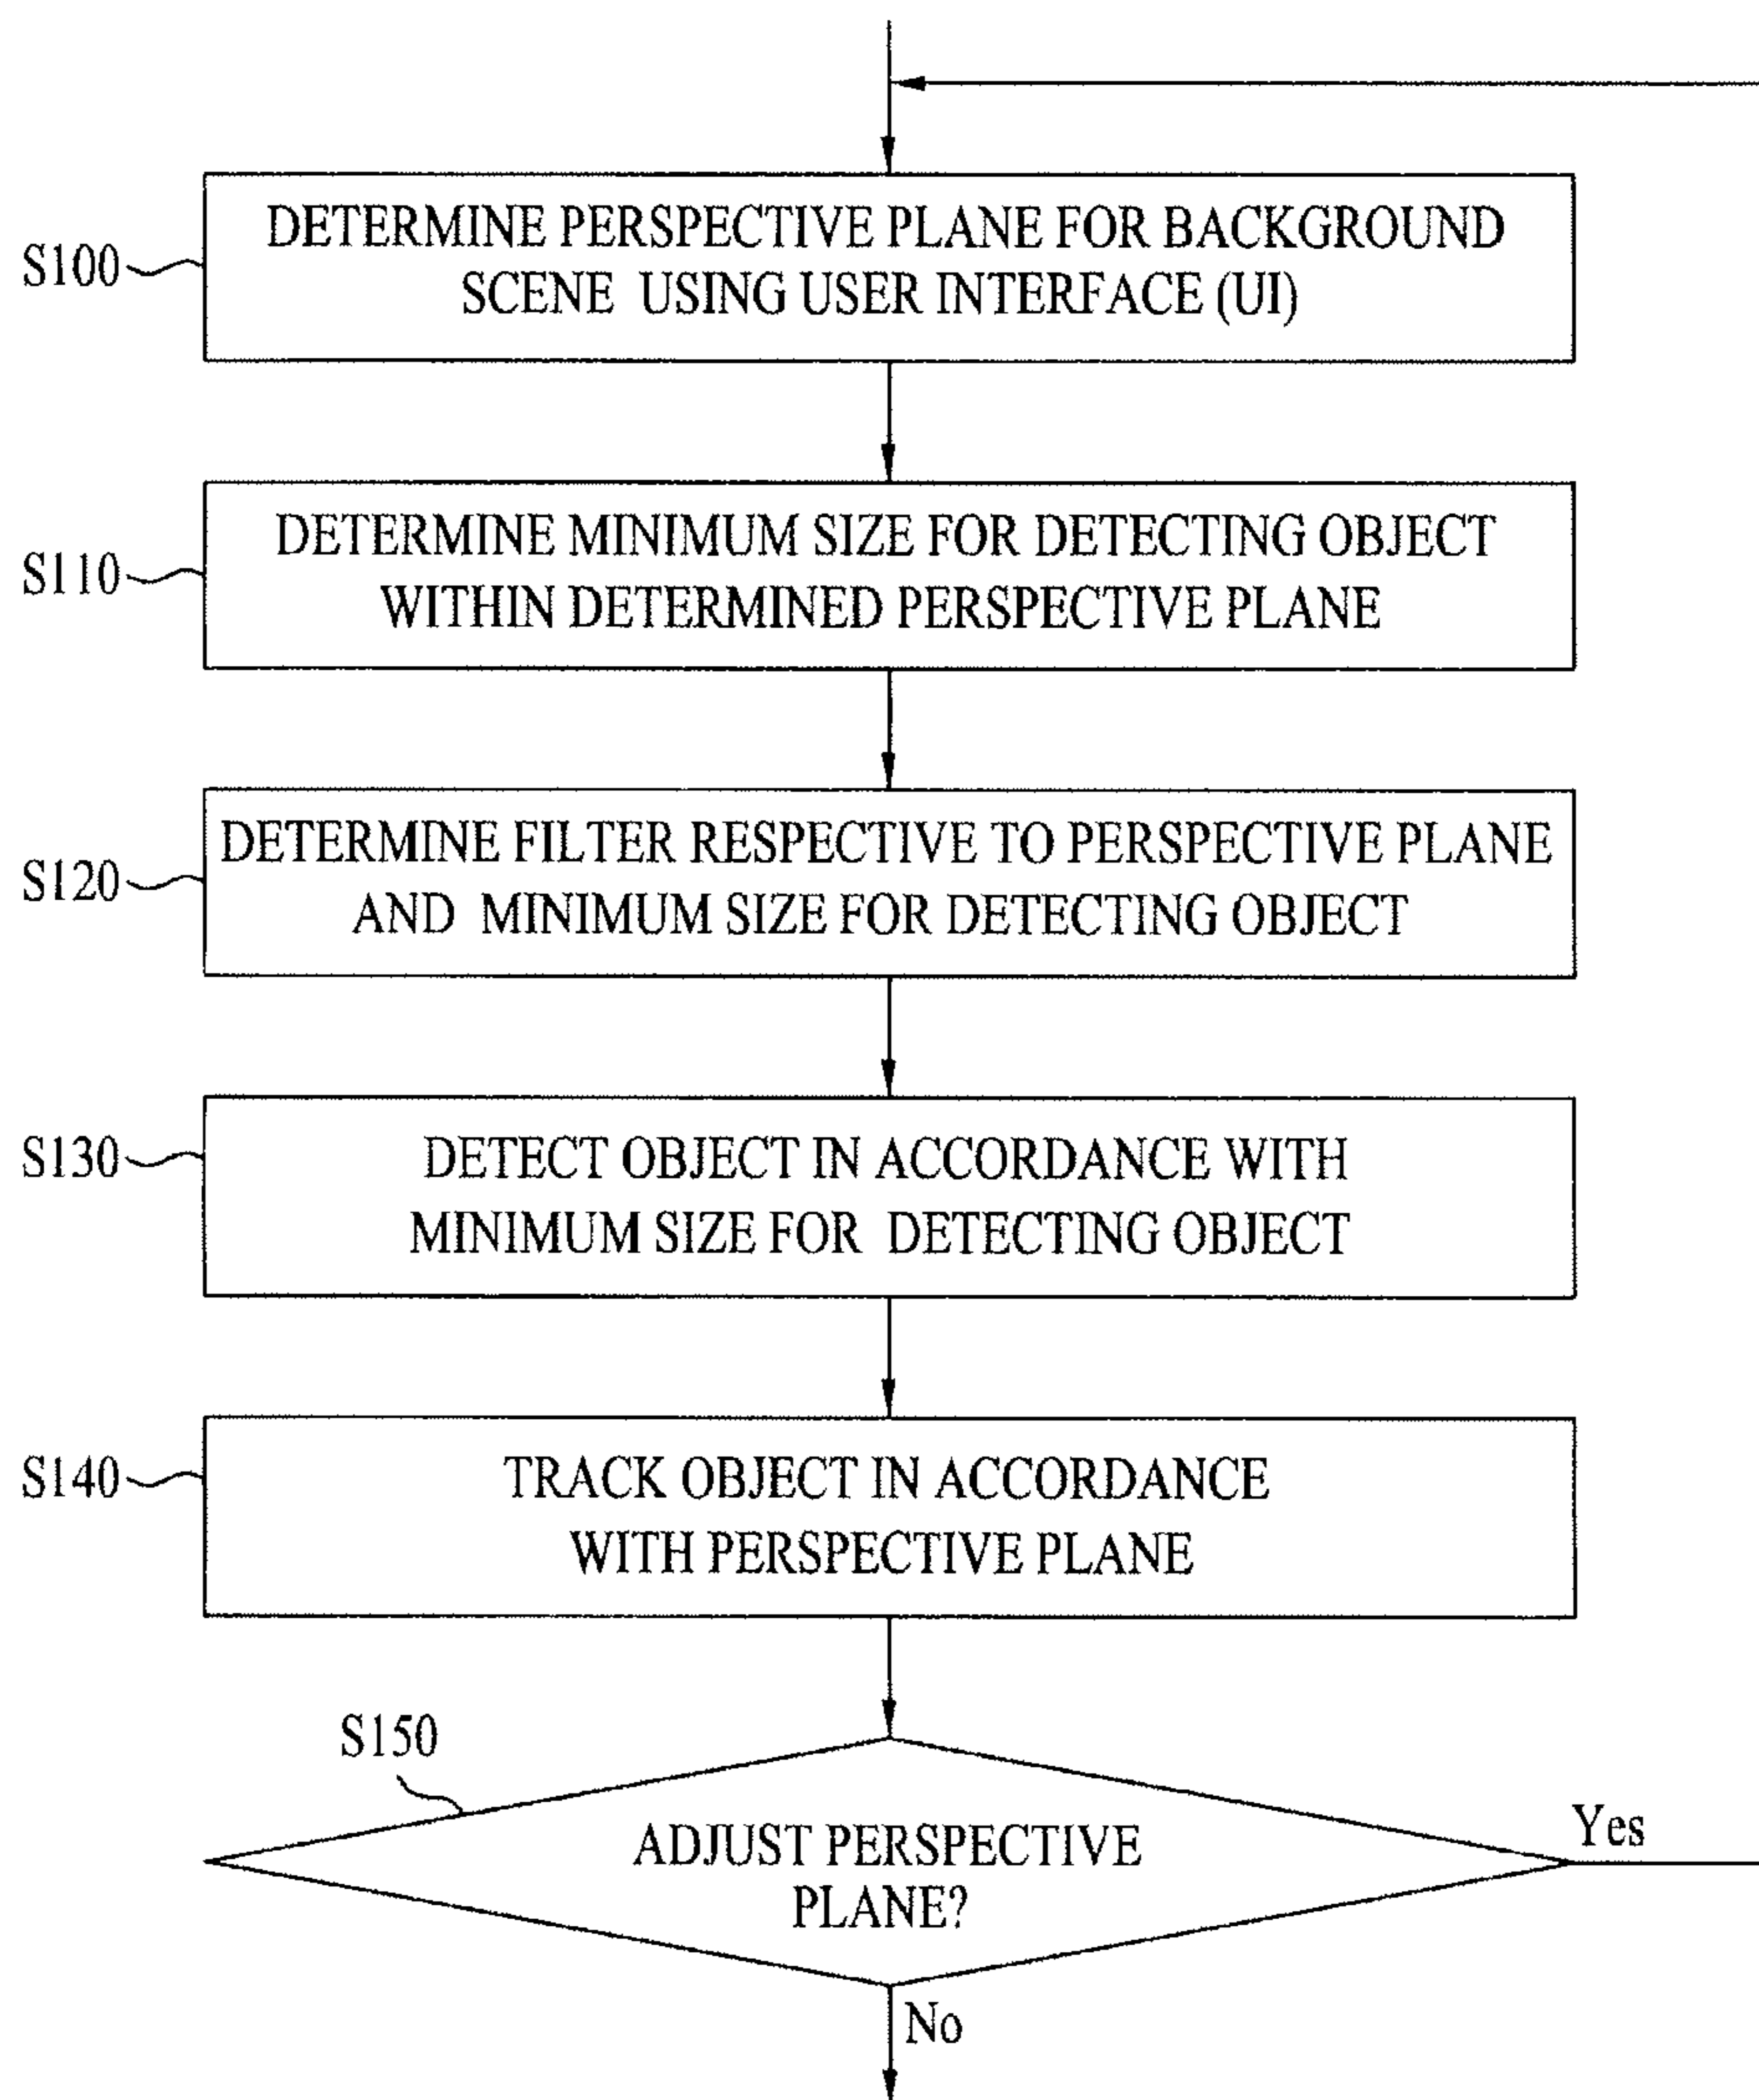 S100
DETERMINE PERSPECTIVE PLANE FOR BACKGROUND
SCENE USING USER INTERFACE (UI)
S110
DETERMINE MINIMUM SIZE FOR DETECTING OBJECT
WITHIN DETERMINED PERSPECTIVE PLANE
S120
DETERMINE FILTER RESPECTIVE TO PERSPECTIVE PLANE
AND MINIMUM SIZE FOR DETECTING OBJECT
S130
DETECT OBJECT IN ACCORDANCE WITH
MINIMUM SIZE FOR DETECTING OBJECT
S140
TRACK OBJECT IN ACCORDANCE
WITH PERSPECTIVE PLANE
S150
ADJUST PERSPECTIVE
PLANE?
Yes
No